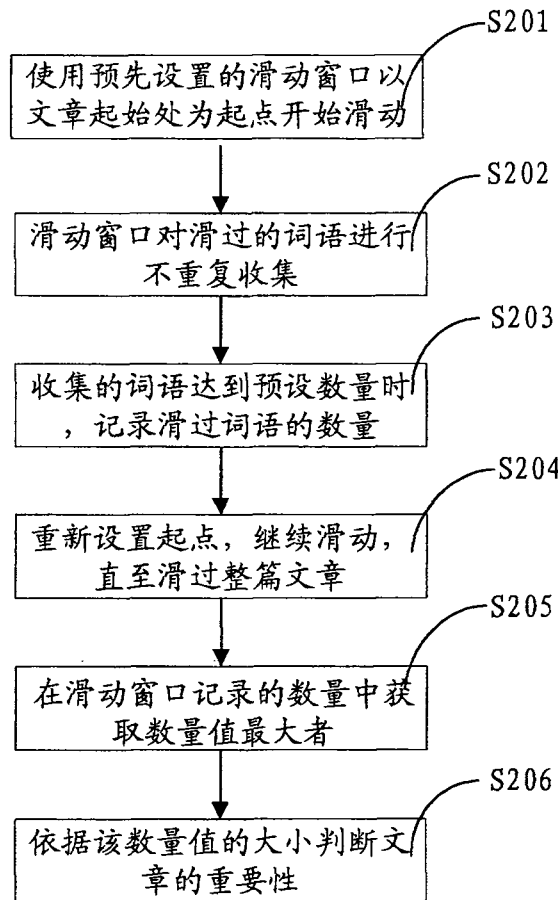 S201
使用预先设置的滑动窗口以
文章起始处为起点开始滑动
S202
滑动窗口对滑过的词语进行
不重复收集
S203
收集的词语达到预设数量时
，记录滑过词语的数量
S204
重新设置起点，继续滑动，
直至滑过整篇文章
S205
在滑动窗口记录的数量中获
取数量值最大者
S206
依据该数量值的大小判断文
章的重要性